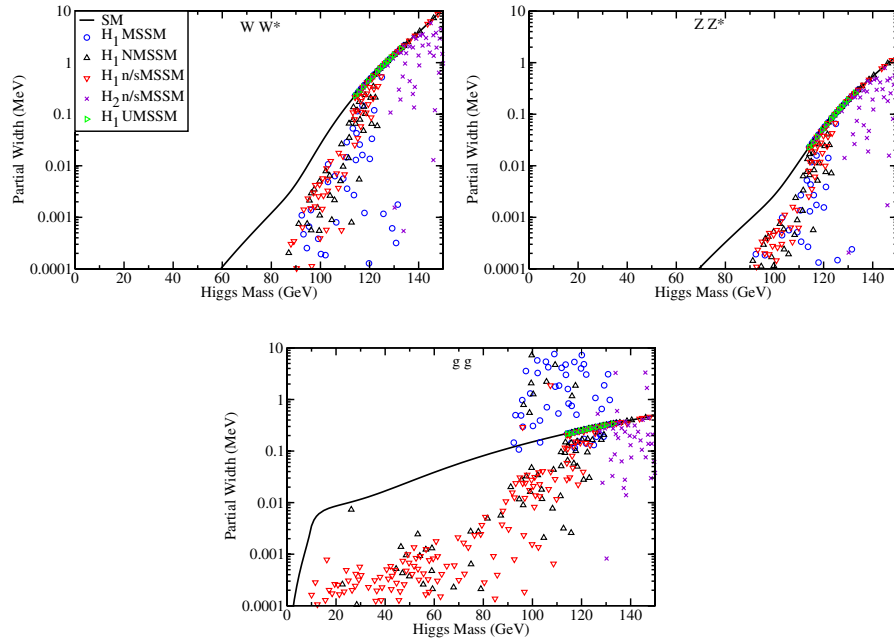 W W*
SM
H1 MSSM
H1 NMSSM
H1 n/sMSSM
H2 n/sMSSM
H1 UMSSM
Partial Width (MeV)
10
1
0.1
0.01
0.001
0.0001
0 20 40 60 80 100 120 140
Higgs Mass (GeV)
Z Z*
Partial Width (MeV)
10
1
0.1
0.01
0.001
0.0001
0 20 40 60 80 100 120 140
Higgs Mass (GeV)
g g
Partial Width (MeV)
10
1
0.1
0.01
0.001
0.0001
0 20 40 60 80 100 120 140
Higgs Mass (GeV)